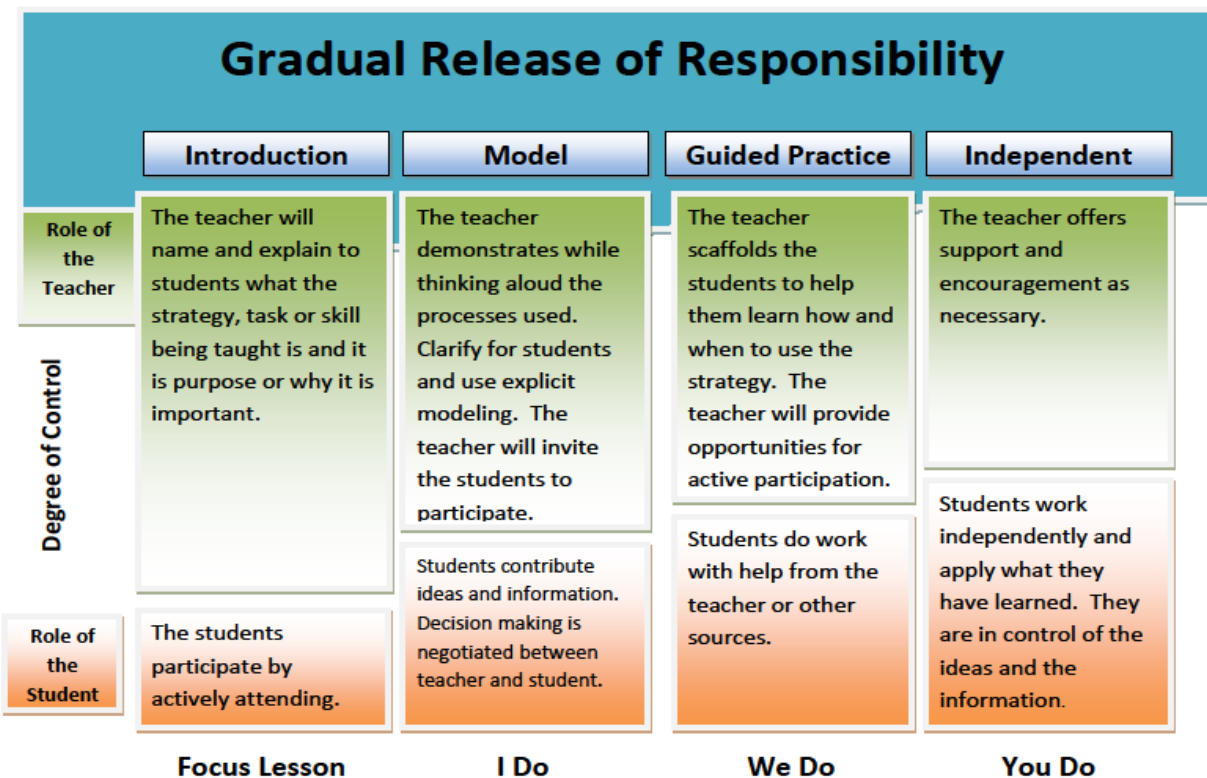 Gradual Release of Responsibility
Introduction
Model
Guided Practice
Independent
Role of
the
Teacher
The teacher will
name and explain to
students what the
strategy, task or skill
being taught is and it
is purpose or why it is
important.
The teacher
demonstrates while
thinking aloud the
processes used.
Clarify for students
and use explicit
modeling.  The
teacher will invite
the students to
participate.
The teacher
scaffolds the
students to help
them learn how and
when to use the
strategy.  The
teacher will provide
opportunities for
active participation.
The teacher offers
support and
encouragement as
necessary.
Degree of Control
Role of
the
Student
The students
participate by
actively attending.
Students contribute
ideas and information.
Decision making is
negotiated between
teacher and student.
Students do work
with help from the
teacher or other
sources.
Students work
independently and
apply what they
have learned.  They
are in control of the
ideas and the
information.
Focus Lesson
I Do
We Do
You Do